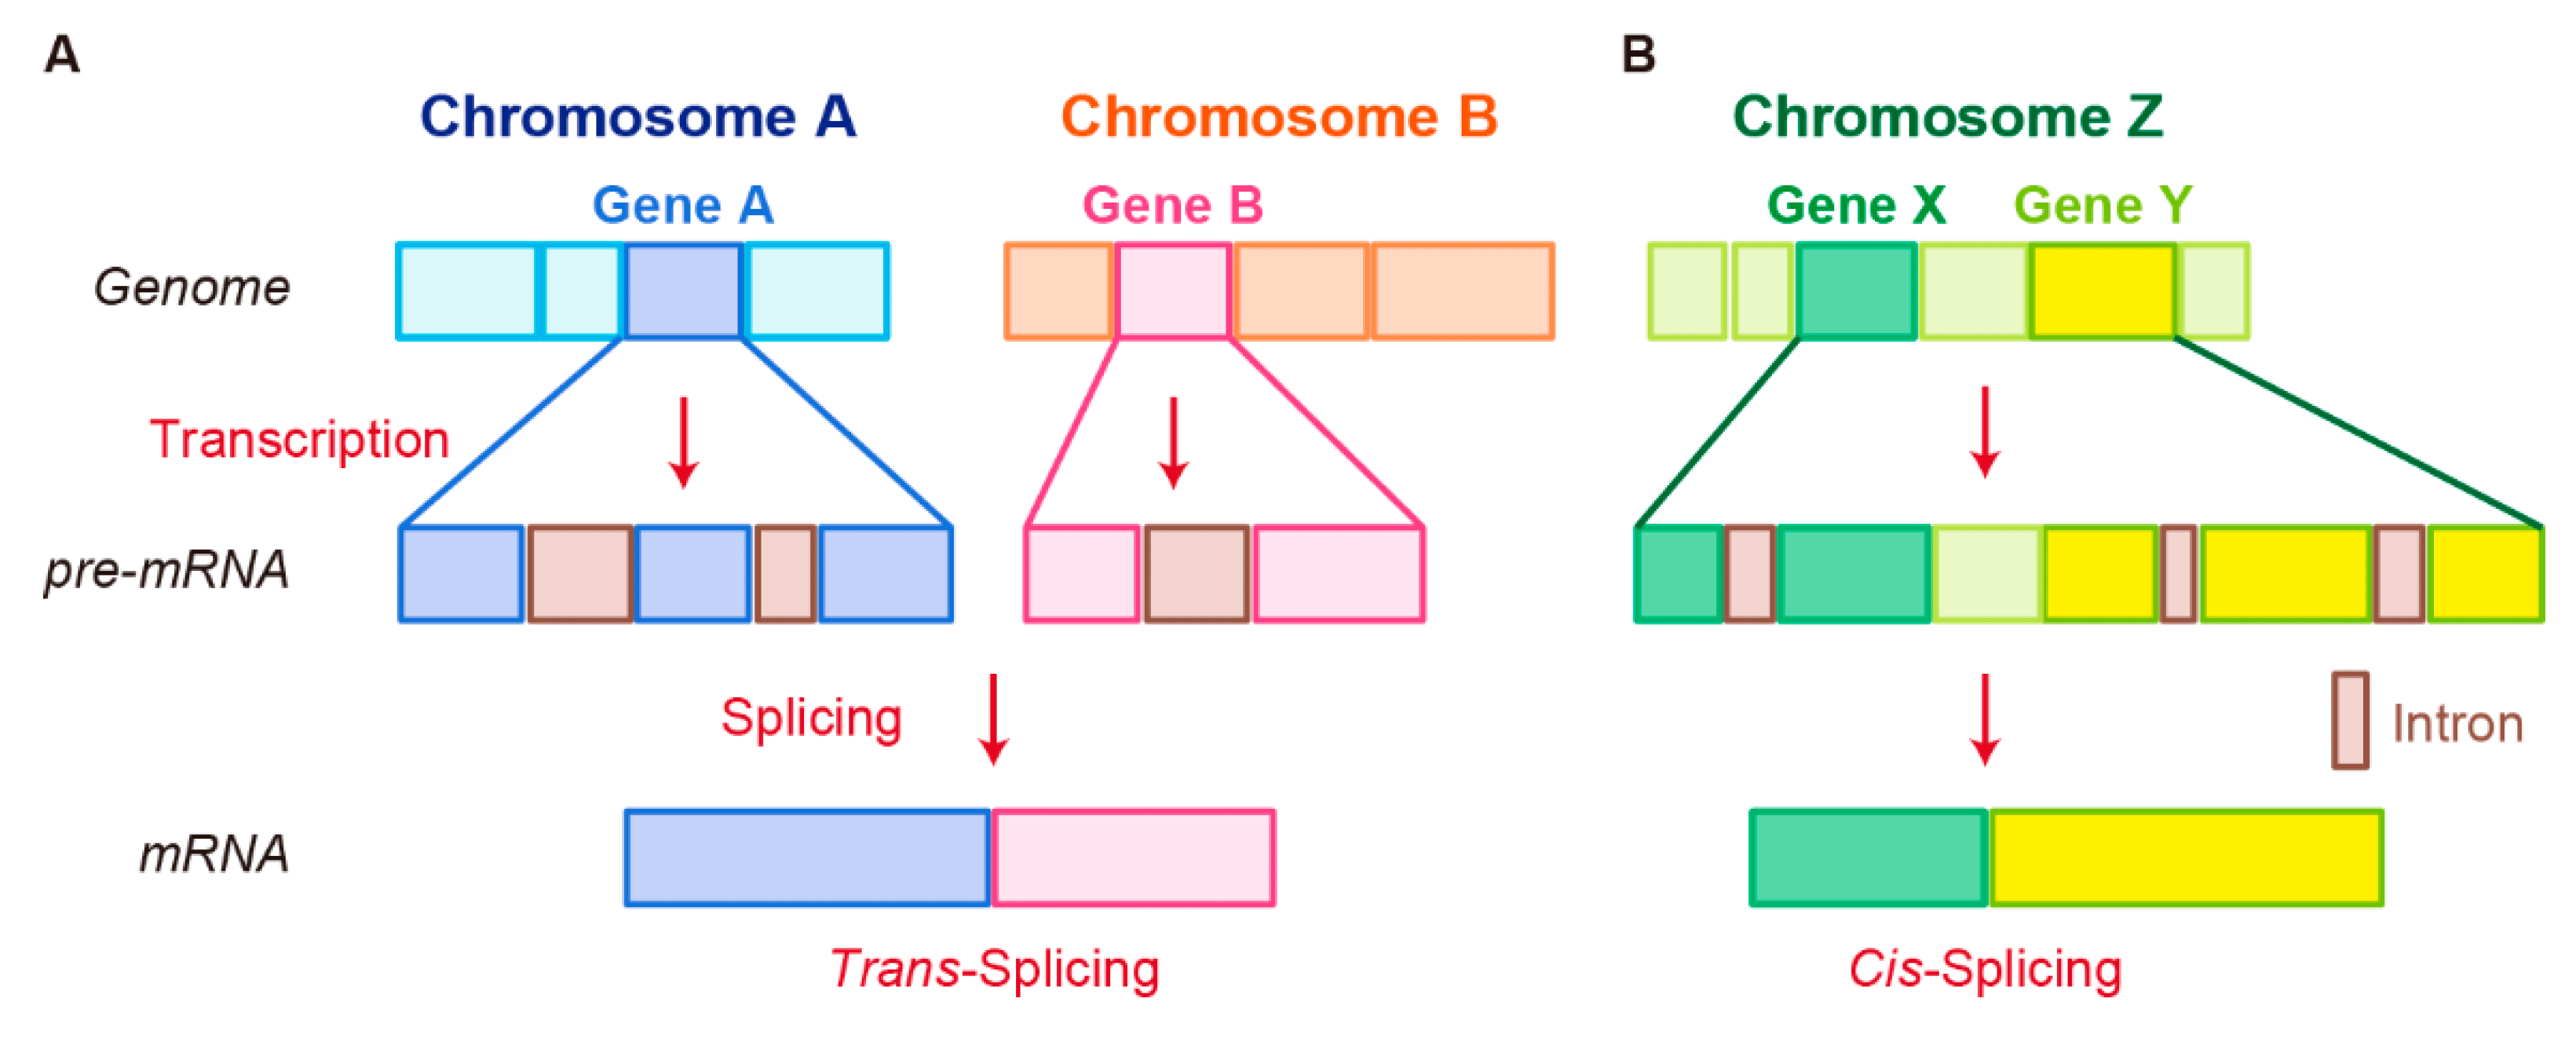 A
B
Chromosome A
Chromosome B
Chromosome Z
Gene A
Gene B
Gene X
Gene Y
Genome
Transcription
pre-mRNA
Splicing
Intron
mRNA
Trans-Splicing
Cis-Splicing